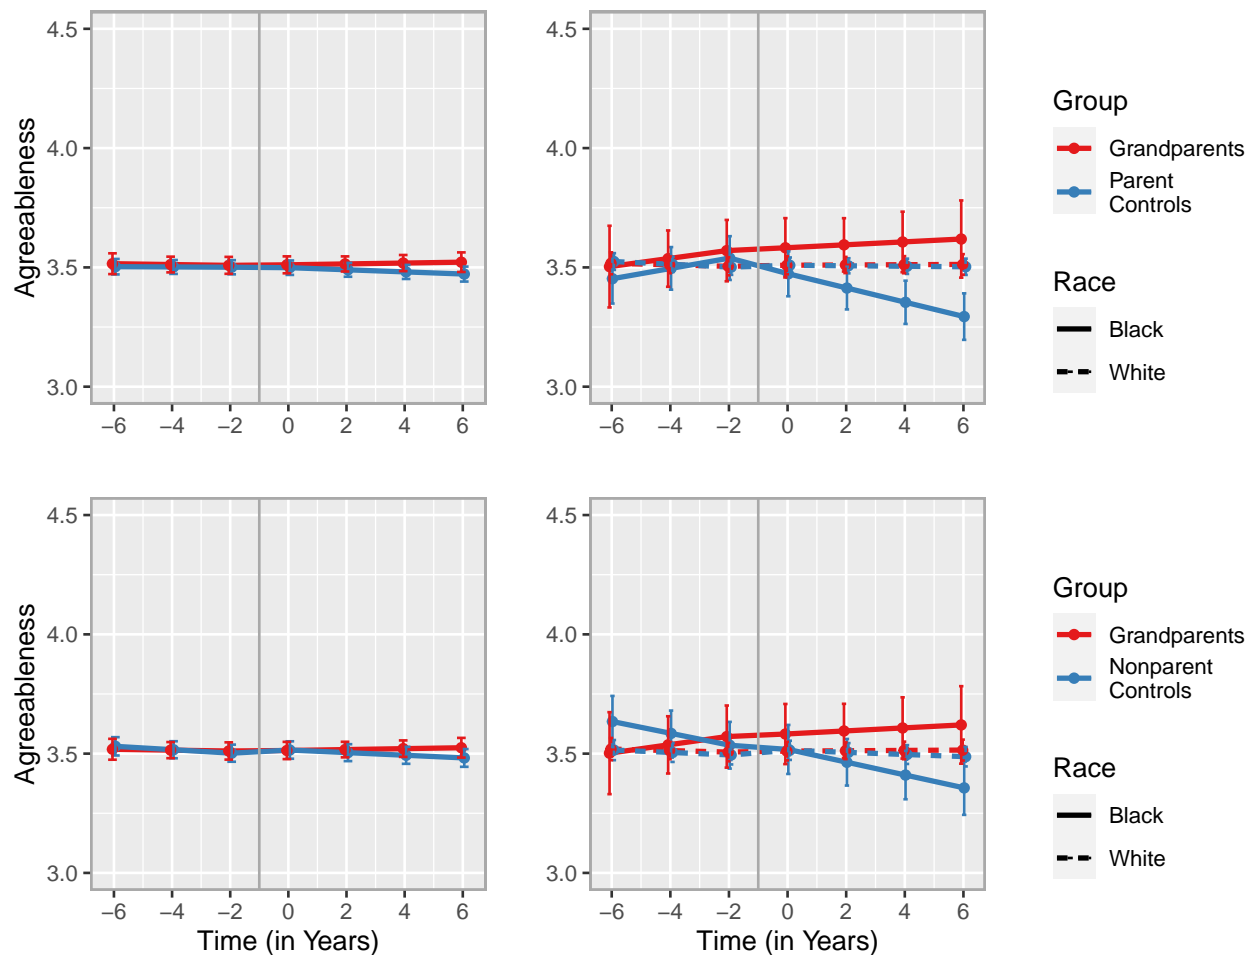 Agreeableness
4.5
4.0
3.5
3.0
−6 −4 −2 0 2 4 6
4.5
4.0
3.5
3.0
−6 −4 −2 0 2 4 6
Group
Grandparents
Parent
Controls
Race
Black
White
Agreeableness
4.5
4.0
3.5
3.0
−6 −4 −2 0 2 4 6
Time (in Years)
4.5
4.0
3.5
3.0
−6 −4 −2 0 2 4 6
Time (in Years)
Group
Grandparents
Nonparent
Controls
Race
Black
White